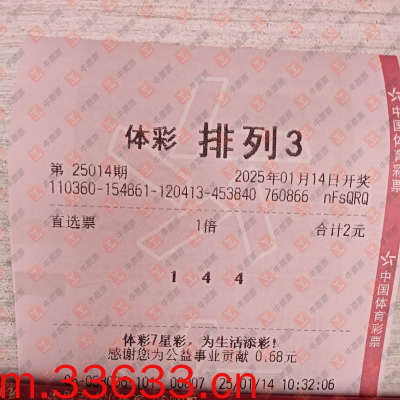 体彩 排列3
第 25014期 2025年01月14日开奖
110360-154861-120413-453840 760866 nFsQRQ
直选票 1倍 合计2元
1 4 4
体彩7星彩，为生活添彩！
感谢您为公益事业贡献 0.68元
25/01/14 10:32:06
m.33633.com
中国体育彩票
中国体育彩票